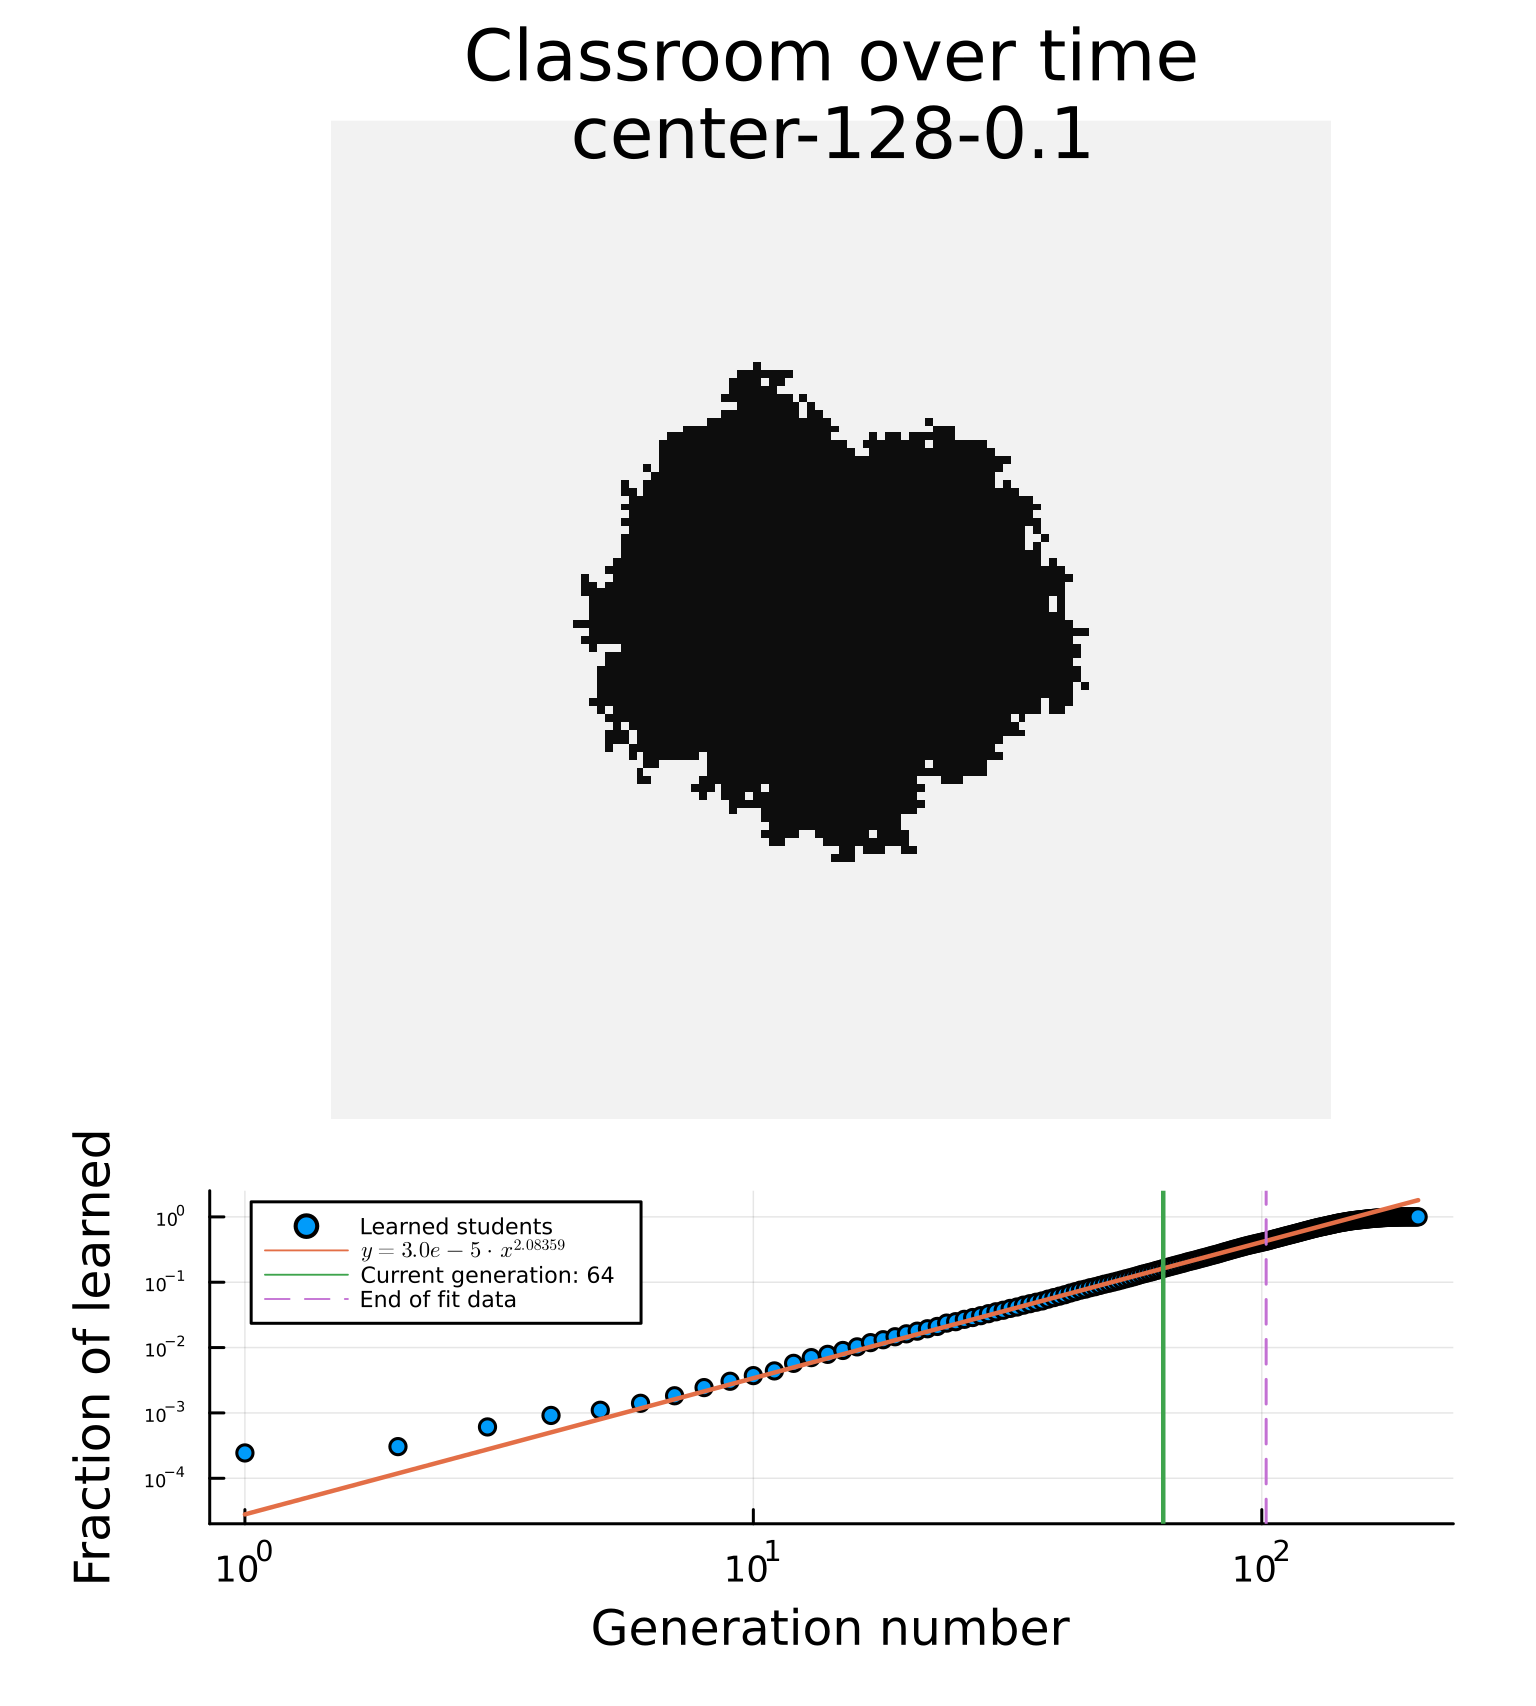 Classroom over time
center-128-0.1
Fraction of learned
10^0
10^−1
10^−2
10^−3
10^−4
Learned students
y = 3.0e − 5 · x^2.08359
Current generation: 64
End of fit data
10^0 10^1 10^2
Generation number